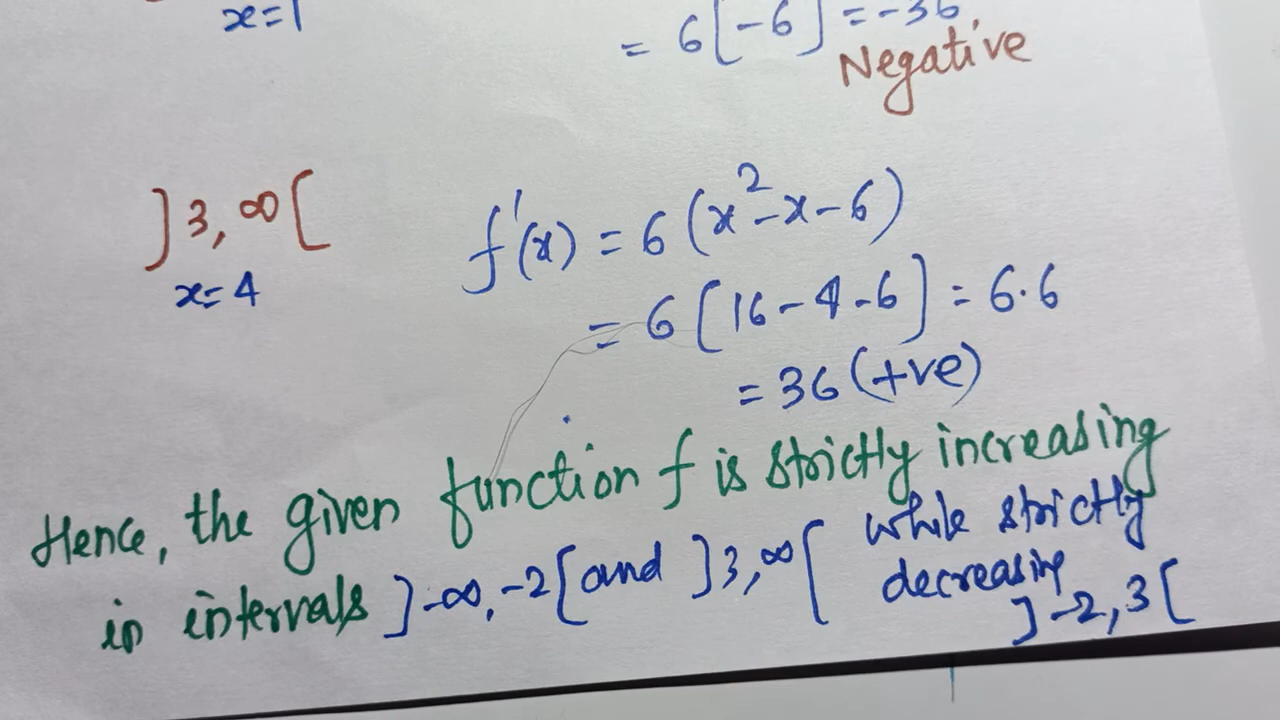 x=1
= 6[-6] = -36
Negative
]3, ∞[
x=4
f'(x) = 6(x²-x-6)
= 6[16-4-6] = 6.6
= 36 (+ve)
Hence, the given function f is strictly increasing
in intervals ]-∞,-2[ and ]3,∞[ while strictly
decreasing
]-2,3[